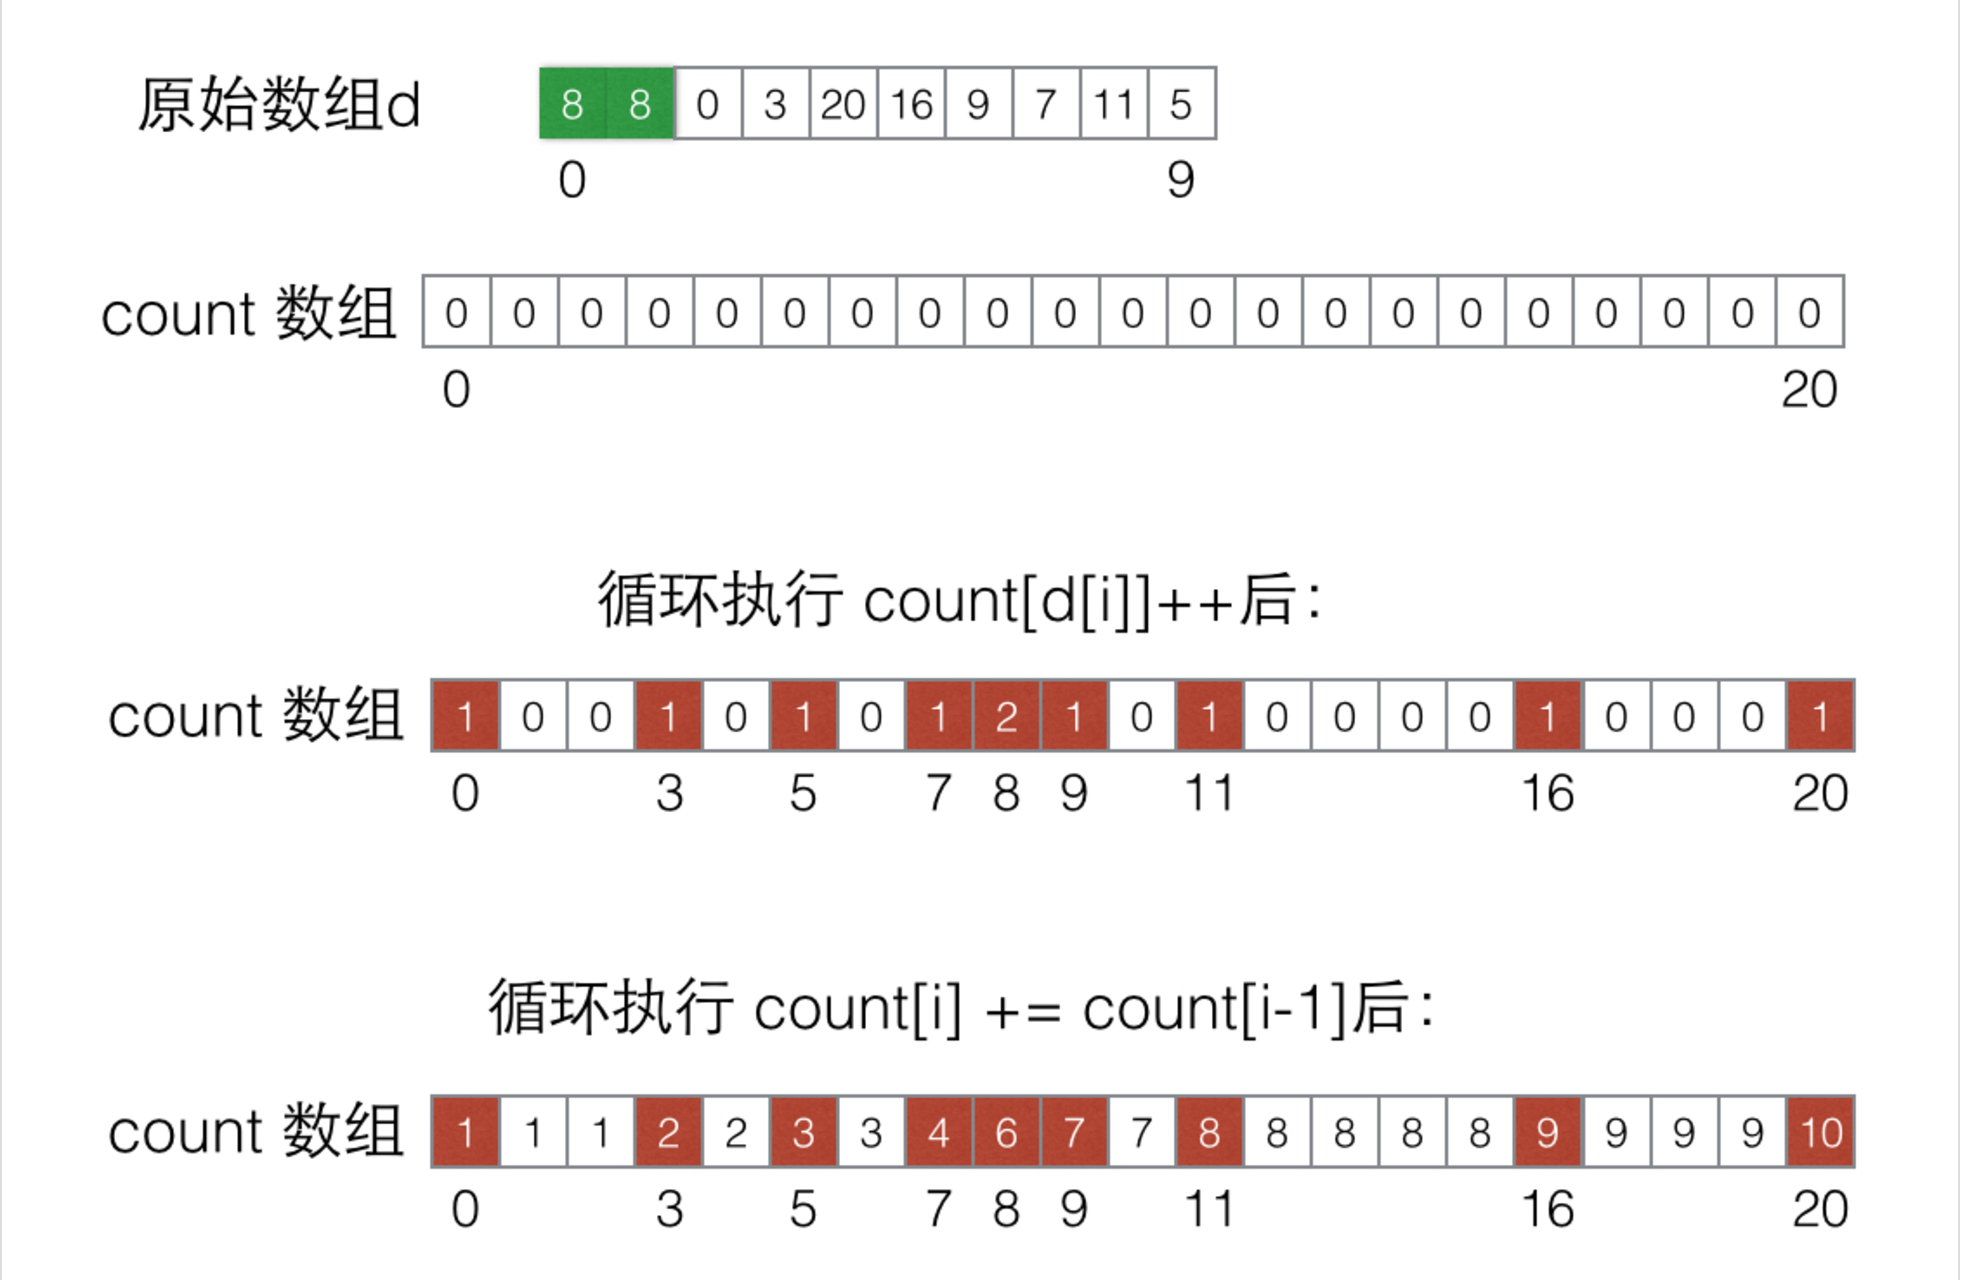 原始数组d 8 8 0 3 20 16 9 7 11 5
0 9
count 数组 0 0 0 0 0 0 0 0 0 0 0 0 0 0 0 0 0 0 0 0 0
0 20
循环执行 count[d[i]]++后：
count 数组 1 0 0 1 0 1 0 1 2 1 0 1 0 0 0 0 1 0 0 0 1
0 3 5 7 8 9 11 16 20
循环执行 count[i] += count[i-1]后：
count 数组 1 1 1 2 2 3 3 4 6 7 7 8 8 8 8 8 9 9 9 9 10
0 3 5 7 8 9 11 16 20